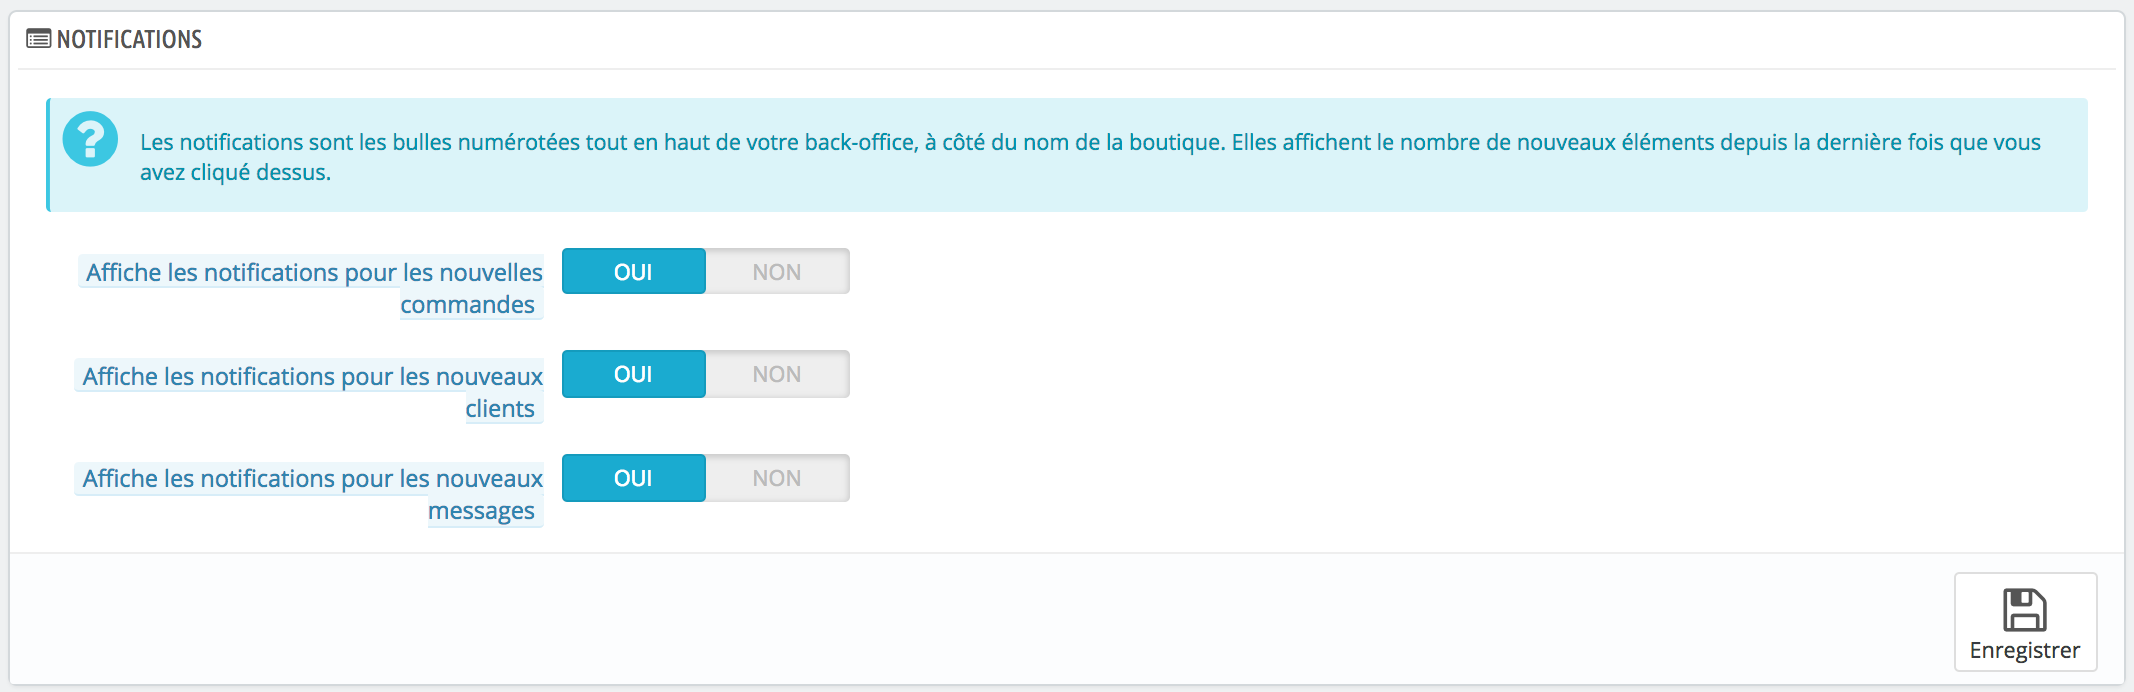 NOTIFICATIONS
Les notifications sont les bulles numérotées tout en haut de votre back-office, à côté du nom de la boutique. Elles affichent le nombre de nouveaux éléments depuis la dernière fois que vous
avez cliqué dessus.
Affiche les notifications pour les nouvelles
commandes
OUI NON
Affiche les notifications pour les nouveaux
clients
OUI NON
Affiche les notifications pour les nouveaux
messages
OUI NON
Enregistrer